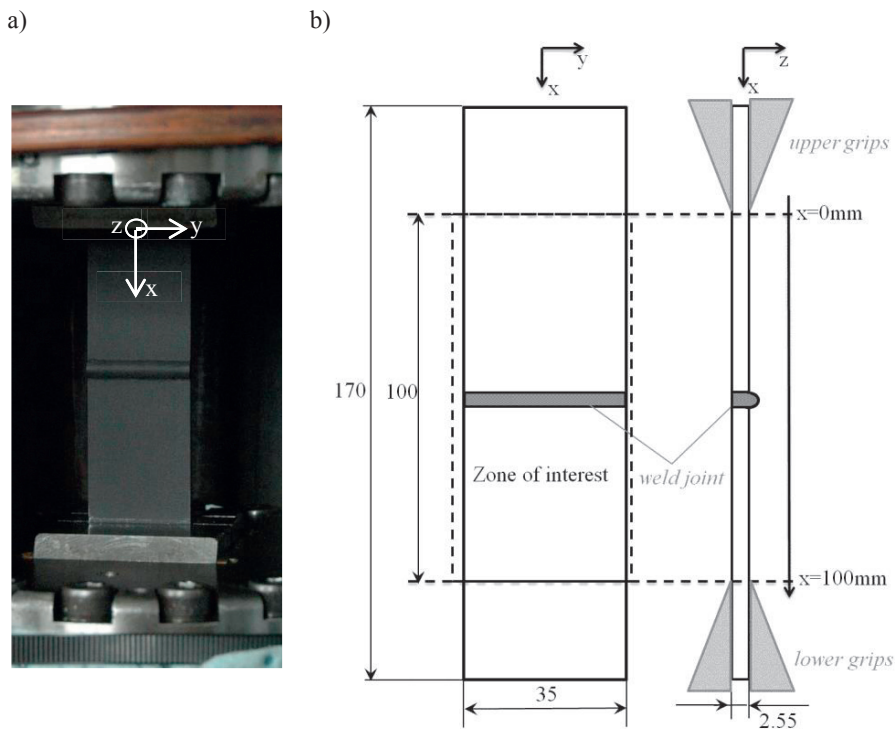 a)
b)
z
y
x
y
x
z
x
upper grips
x=0mm
170
100
Zone of interest
weld joint
x=100mm
lower grips
35
2.55